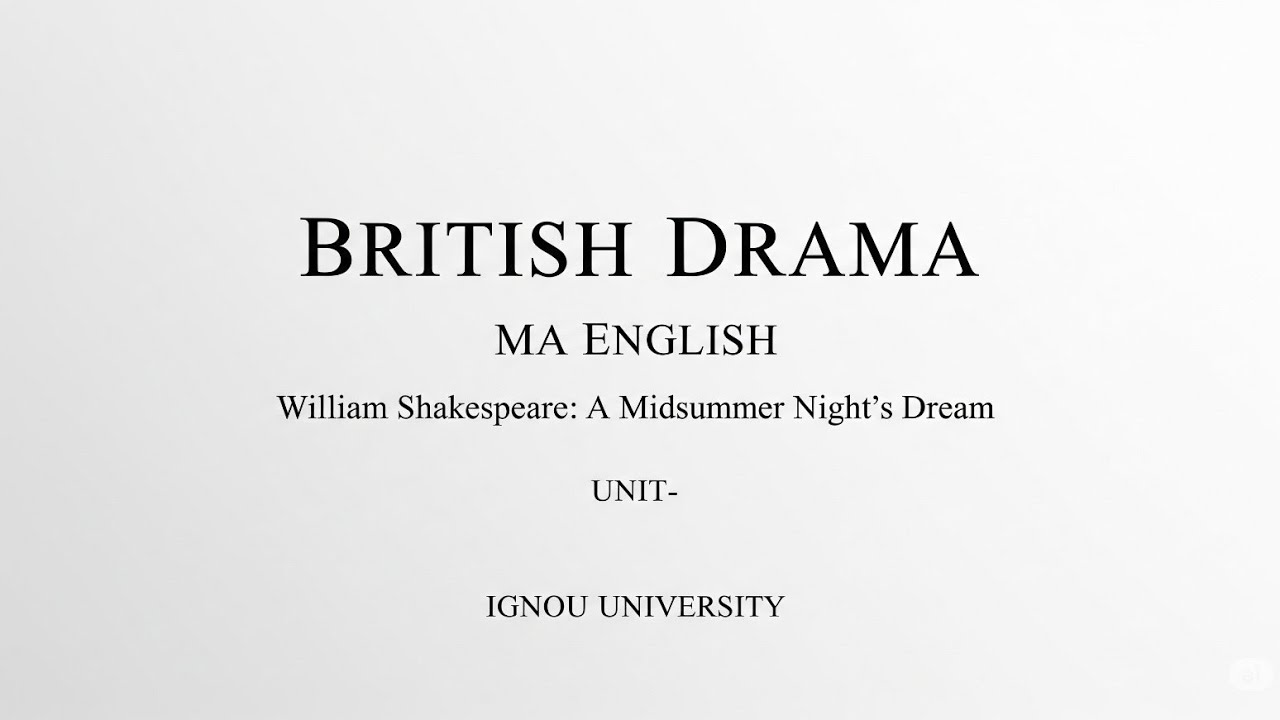 BRITISH DRAMA
MA ENGLISH
William Shakespeare: A Midsummer Night’s Dream
UNIT-
IGNOU UNIVERSITY